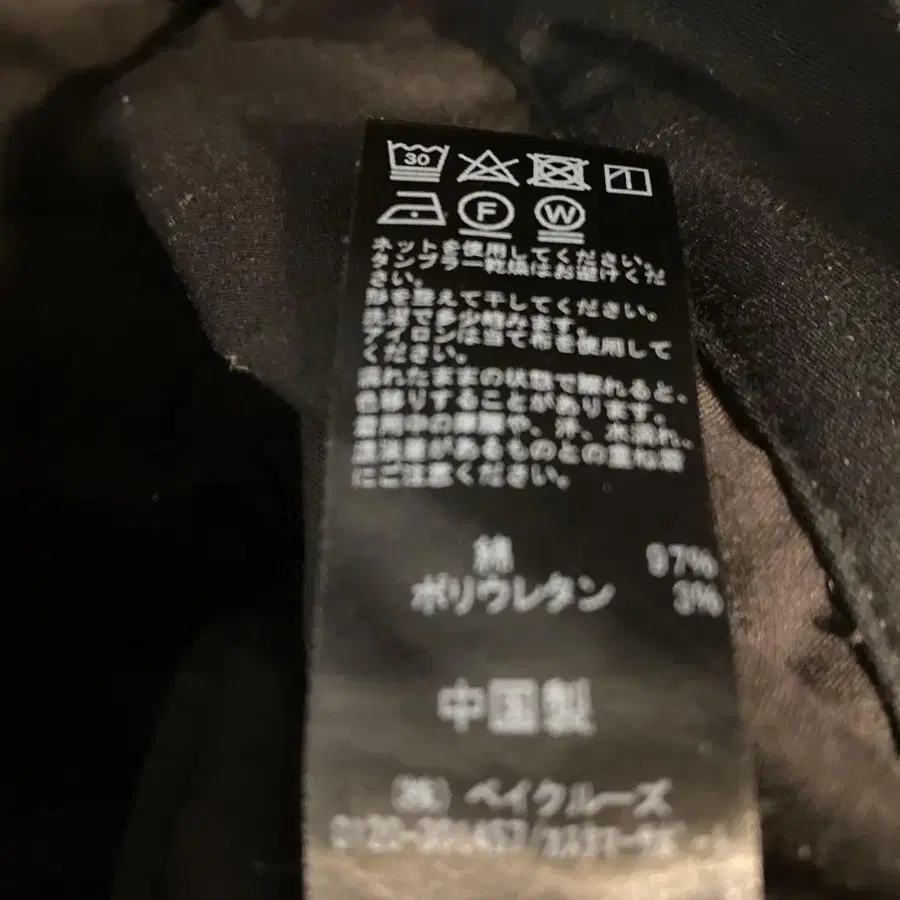 30
F W
ネットを使用してください。
タンブラー乾燥はお避けくだ
さい。
形を整えて干してください。
洗濯で多少縮みます。
アイロンは当て布を使用して
ください。
濡れたままの状態で触れると、
色移りすることがあります。
着用中の摩擦や、汗、水濡れ、
濃淡差があるものとの重ね着
にご注意ください。
綿 97%
ポリウレタン 3%
中国製
(株) ベイクルーズ